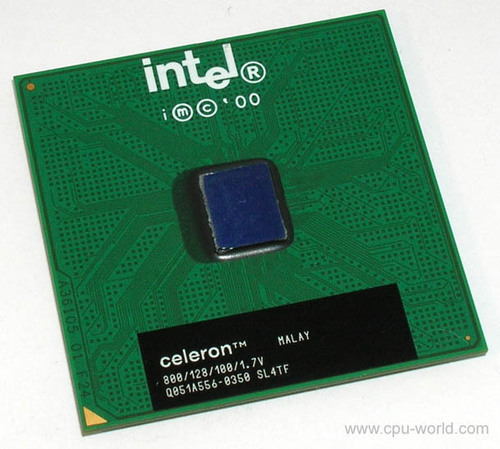 intel®
i ⓜ ⓒ '00
celeron™ MALAY
800/128/100/1.7V
Q051A556-0350 SL4TF
www.cpu-world.com